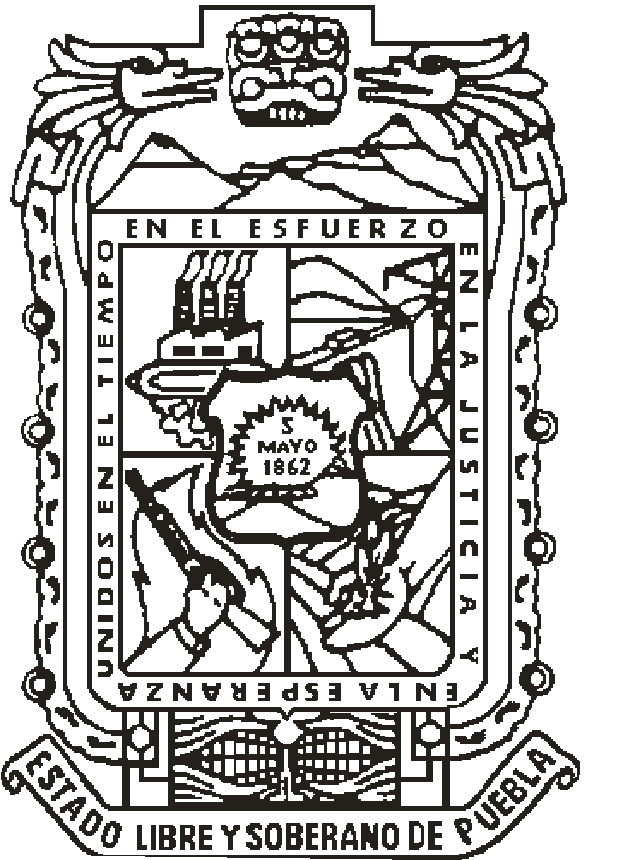 UNIDOS EN EL TIEMPO
EN EL ESFUERZO
EN LA JUSTICIA Y
EN LA ESPERANZA
5
MAYO
1862
ESTADO LIBRE Y SOBERANO DE PUEBLA